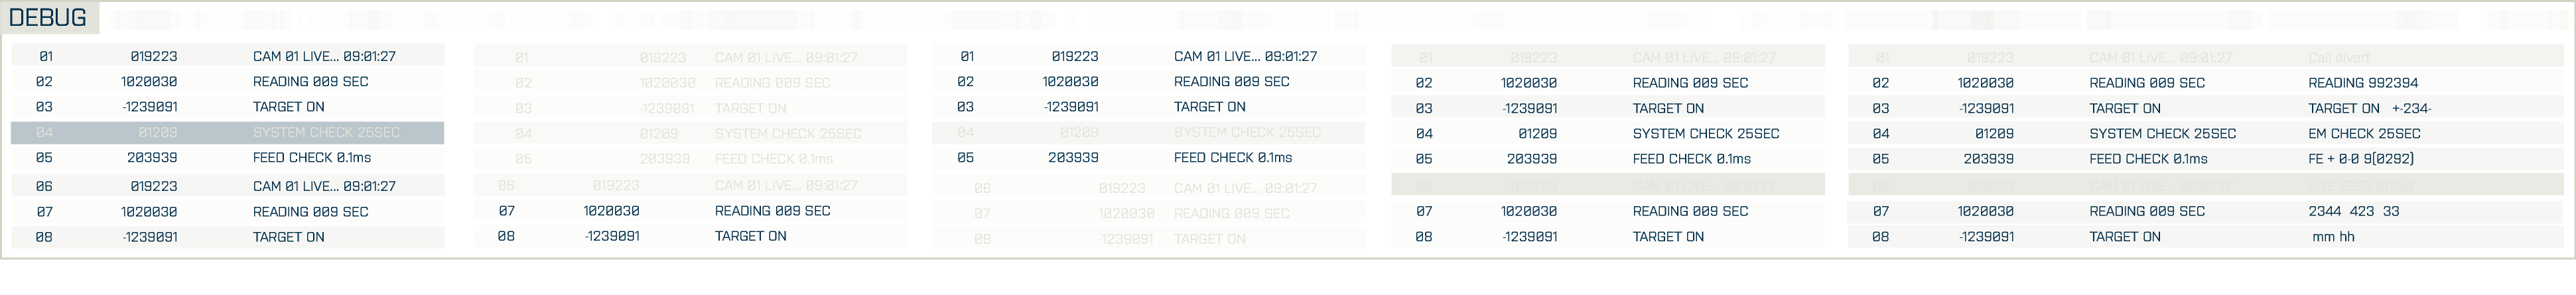 DEBUG
01 019223 CAM 01 LIVE... 09:01:27
02 1020030 READING 009 SEC
03 -1239091 TARGET ON
04 01209 SYSTEM CHECK 25SEC
05 203939 FEED CHECK 0.1ms
06 019223 CAM 01 LIVE... 09:01:27
07 1020030 READING 009 SEC
08 -1239091 TARGET ON
01 019223 CAM 01 LIVE... 09:01:27
02 1020030 READING 009 SEC
03 -1239091 TARGET ON
04 01209 SYSTEM CHECK 25SEC
05 203939 FEED CHECK 0.1ms
06 019223 CAM 01 LIVE... 09:01:27
07 1020030 READING 009 SEC
08 -1239091 TARGET ON
01 019223 CAM 01 LIVE... 09:01:27
02 1020030 READING 009 SEC
03 -1239091 TARGET ON
04 01209 SYSTEM CHECK 25SEC
05 203939 FEED CHECK 0.1ms
06 019223 CAM 01 LIVE... 09:01:27
07 1020030 READING 009 SEC
08 -1239091 TARGET ON
01 019223 CAM 01 LIVE... 09:01:27
02 1020030 READING 009 SEC
03 -1239091 TARGET ON
04 01209 SYSTEM CHECK 25SEC
05 203939 FEED CHECK 0.1ms
06 019223 CAM 01 LIVE... 09:01:27
07 1020030 READING 009 SEC
08 -1239091 TARGET ON
01 019223 CAM 01 LIVE... 09:01:27 Call divert
02 1020030 READING 009 SEC READING 992394
03 -1239091 TARGET ON TARGET ON +-234-
04 01209 SYSTEM CHECK 25SEC EM CHECK 25SEC
05 203939 FEED CHECK 0.1ms FE + 0-0 9(0292)
06 019223 CAM 01 LIVE... 09:01:27 LIVE FEED
07 1020030 READING 009 SEC 2344 423 33
08 -1239091 TARGET ON mm hh